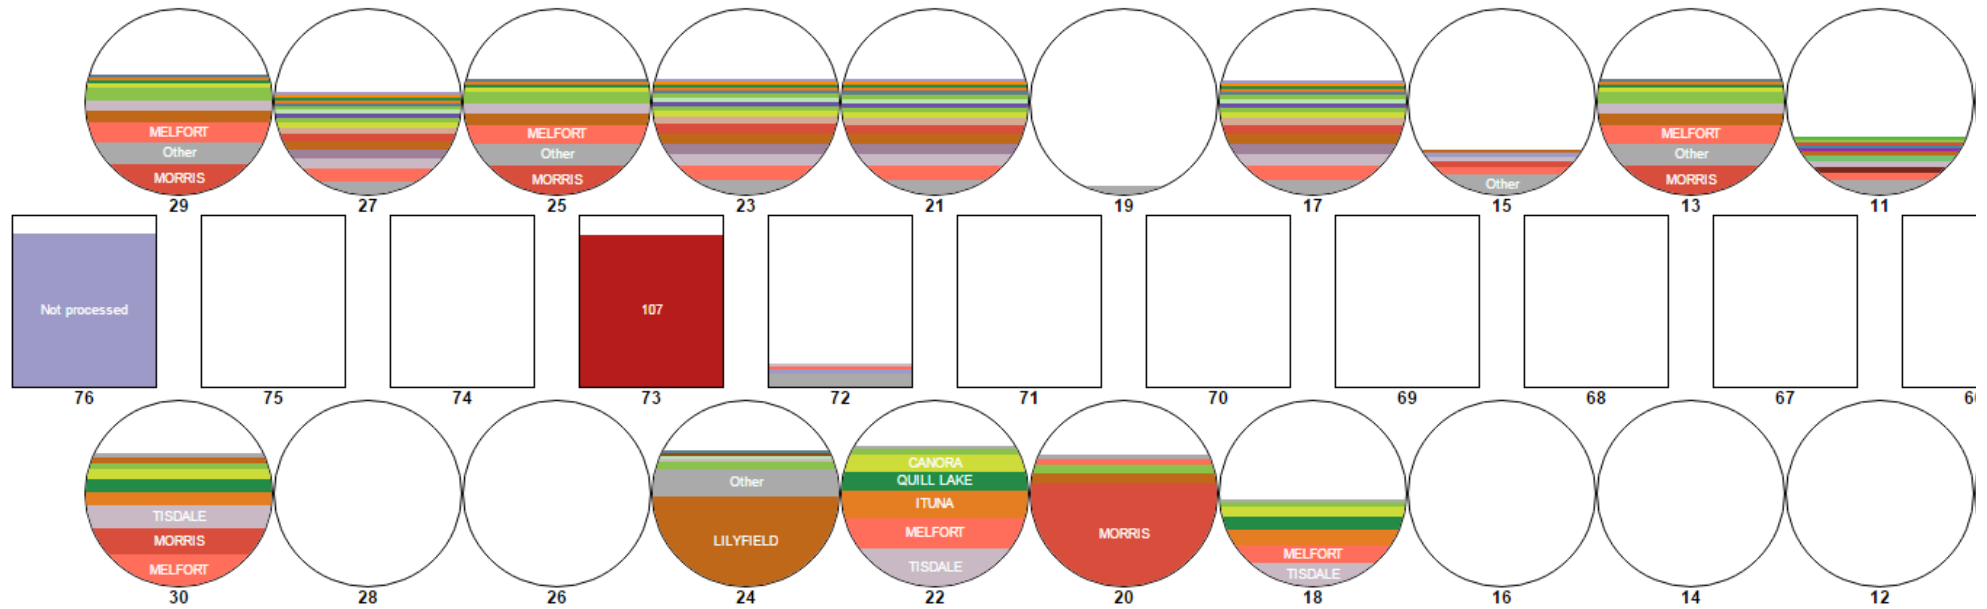 MELFORT
Other
MORRIS
MELFORT
Other
MORRIS
Other
MELFORT
Other
MORRIS
29 27 25 23 21 19 17 15 13 11
Not processed
107
76 75 74 73 72 71 70 69 68 67
TISDALE
MORRIS
MELFORT
Other
LILYFIELD
CANORA
QUILL LAKE
ITUNA
MELFORT
TISDALE
MORRIS
MELFORT
TISDALE
30 28 26 24 22 20 18 16 14 12